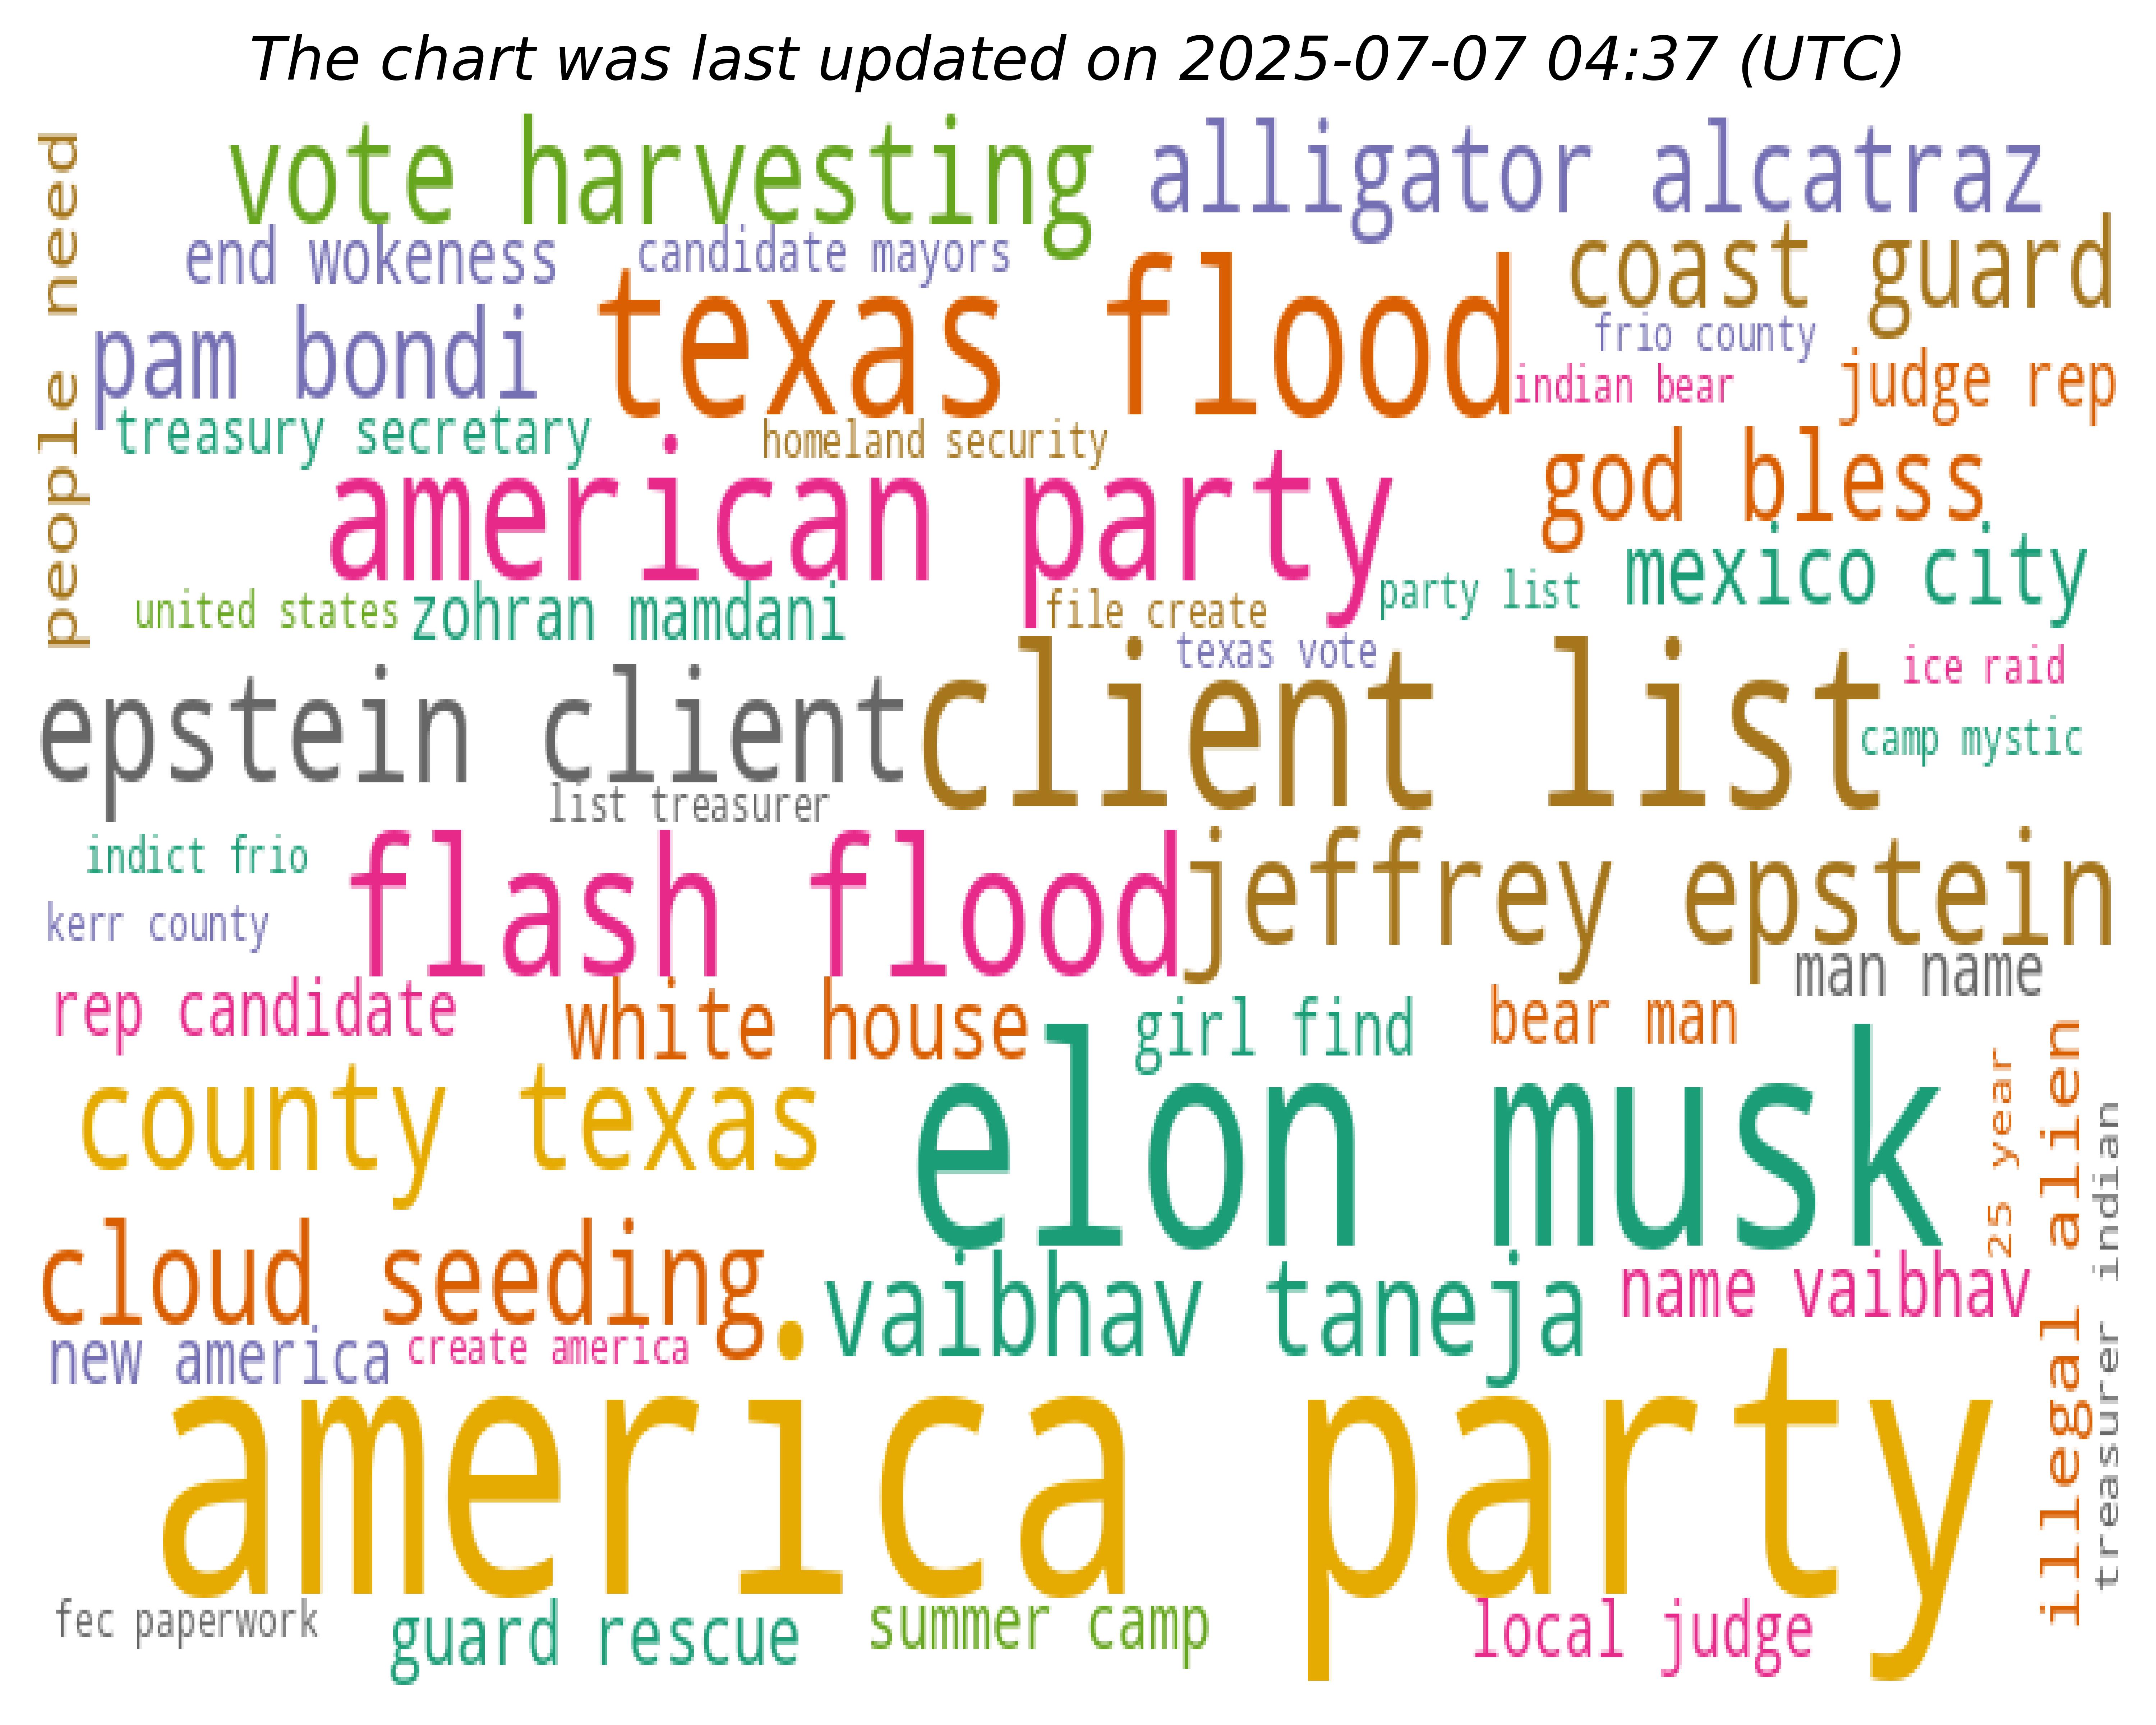 The chart was last updated on 2025-07-07 04:37 (UTC)
people need
vote harvesting
alligator alcatraz
end wokeness
candidate mayors
coast guard
pam bondi
texas flood
frio county
indian bear
judge rep
treasury secretary
homeland security
american party
god bless
mexico city
united states
zohran mamdani
file create
party list
texas vote
ice raid
epstein client
client list
camp mystic
list treasurer
indict frio
flash flood
jeffrey epstein
kerr county
man name
rep candidate
white house
girl find
bear man
county texas
elon musk
25 year
illegal alien
treasurer indian
cloud seeding
vaibhav taneja
name vaibhav
new america
create america
america party
fec paperwork
guard rescue
summer camp
local judge